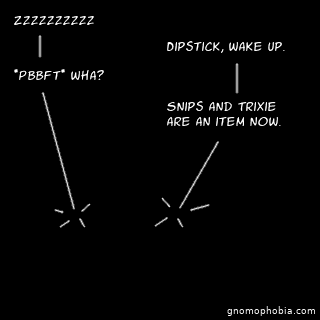 ZZZZZZZZZZ
*PBBFT* WHA?
DIPSTICK, WAKE UP.
SNIPS AND TRIXIE
ARE AN ITEM NOW.
gnomophobia.com